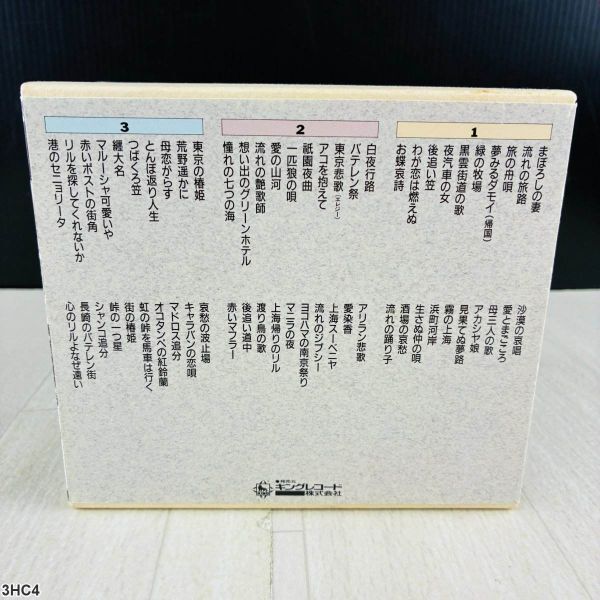 1
まぼろしの妻
流れの旅路
旅の舟唄
夢みるダモイ（帰国）
緑の牧場
黒雲街道の歌
夜汽車の女
後追い笠
わが恋は燃えぬ
お蝶哀詩
沙漠の哀唱
愛とまごころ
母三人の歌
アカシヤ娘
見果てぬ夢路
霧の上海
浜町河岸
生さぬ仲の唄
酒場の哀愁
流れの踊り子
2
白夜行路
バテレン祭
東京悲歌（エレジー）
アコを抱えて
祇園夜曲
一匹狼の唄
愛の山河
流れの艶歌師
想い出のグリーンホテル
憧れの七つの海
アリラン悲歌
愛染香
上海スーベニヤ
流れのジプシー
ヨコハマの南京祭り
マニラの夜
上海帰りのリル
渡り鳥の歌
後追い道中
赤いマフラー
3
東京の椿姫
荒野遥かに
母恋がらす
とんぼ返り人生
つばくろ笠
纏大名
マルーシャ可愛いや
赤いポストの街角
リルを探してくれないか
港のセニョリータ
哀愁の波止場
キャラバンの恋唄
マドロス追分
オコタンペの紅鈴蘭
虹の峠を馬車は行く
街の椿姫
峠の一つ星
シャンコ追分
長崎のバテレン街
心のリルよなぜ遠い
●発売元
キングレコード
株式会社
3HC4